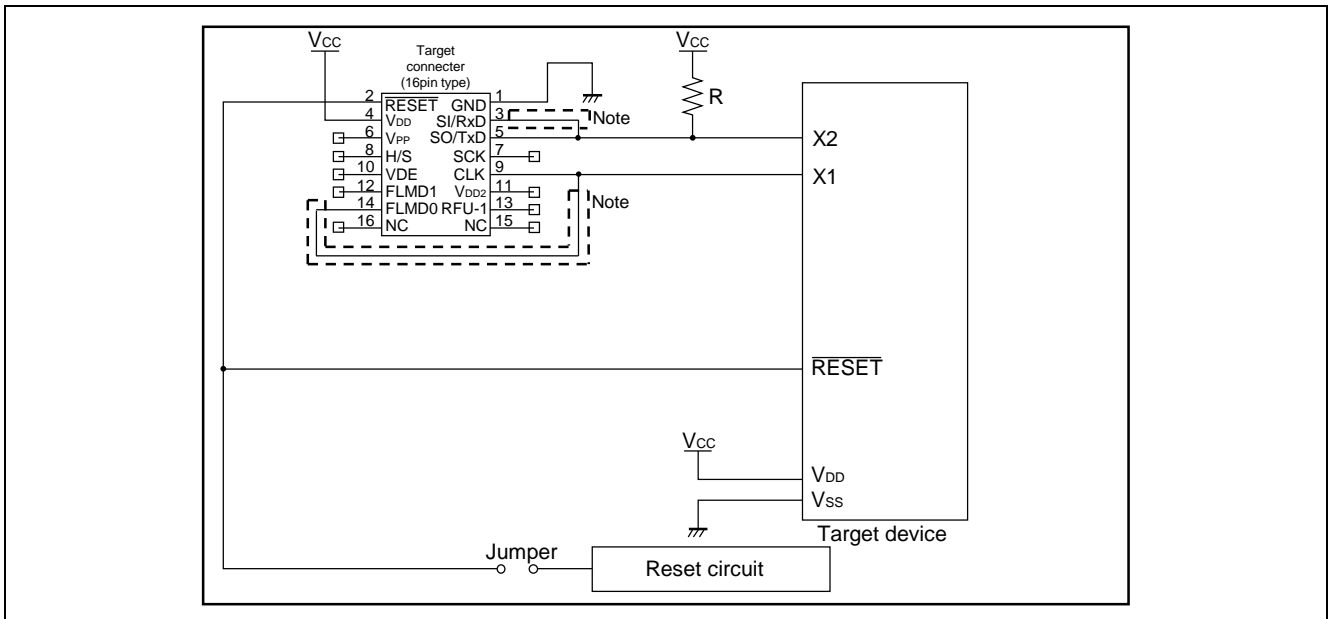 VCC
VCC
Target
connecter
(16pin type)
R
2 RESET GND 1
4 VDD SI/RxD 3 Note
6 VPP SO/TxD 5
8 H/S SCK 7
10 VDE CLK 9
12 FLMD1 VDD2 11
14 FLMD0 RFU-1 13 Note
16 NC NC 15
X2
X1
RESET
VCC
VDD
VSS
Target device
Jumper
Reset circuit